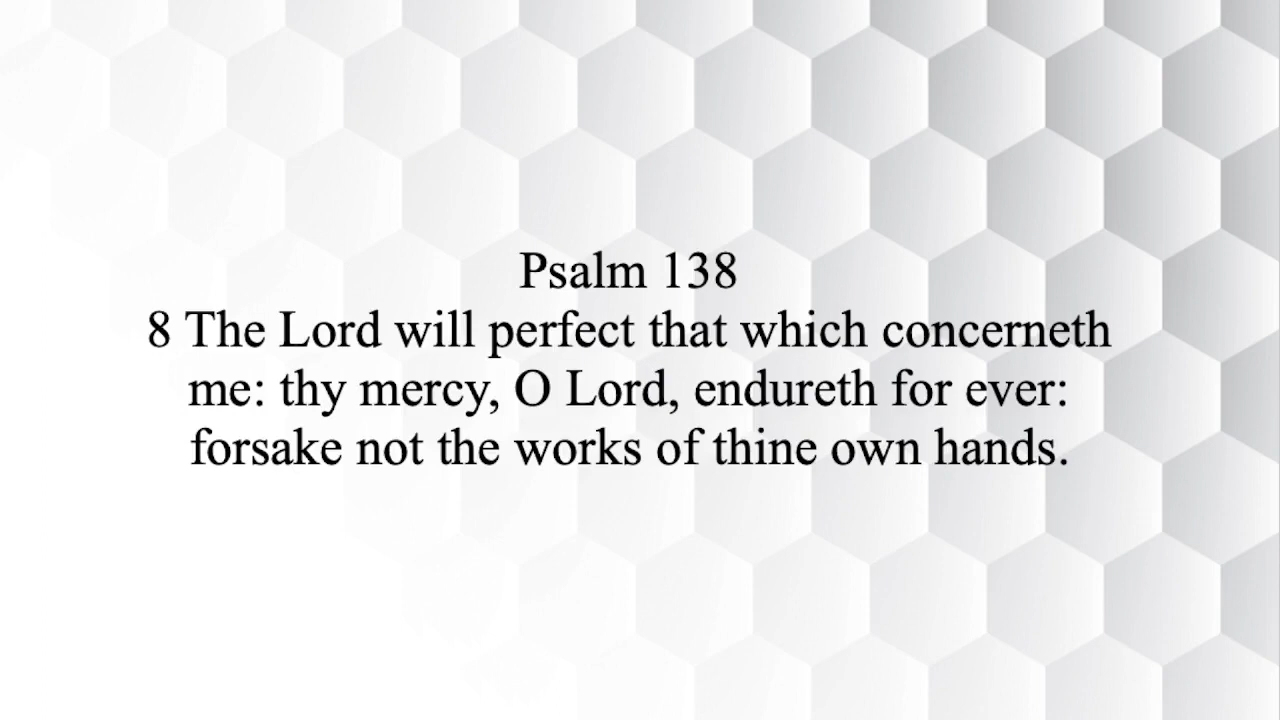 Psalm 138
8 The Lord will perfect that which concerneth
me: thy mercy, O Lord, endureth for ever:
forsake not the works of thine own hands.